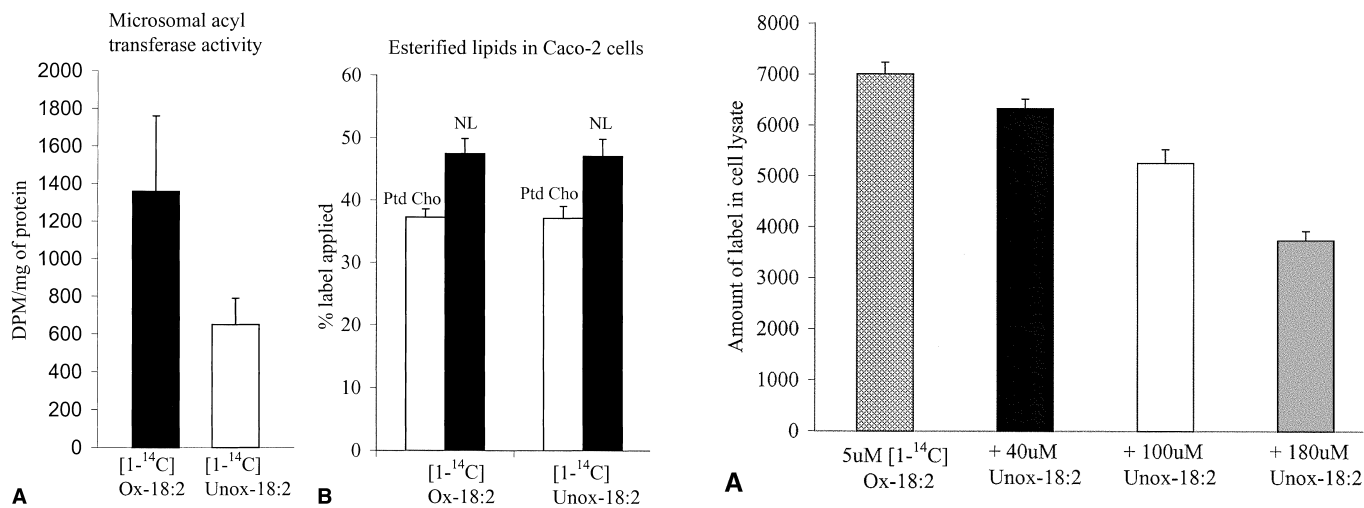 Microsomal acyl
transferase activity
2000
1800
1600
1400
1200
1000
800
600
400
200
0
DPM/mg of protein
[1-¹⁴C]
Ox-18:2
[1-¹⁴C]
Unox-18:2
A
Esterified lipids in Caco-2 cells
60
50
40
30
20
10
0
% label applied
Ptd Cho
NL
Ptd Cho
NL
[1-¹⁴C]
Ox-18:2
[1-¹⁴C]
Unox-18:2
B
8000
7000
6000
5000
4000
3000
2000
1000
0
Amount of label in cell lysate
5uM [1-¹⁴C]
Ox-18:2
+ 40uM
Unox-18:2
+ 100uM
Unox-18:2
+ 180uM
Unox-18:2
A